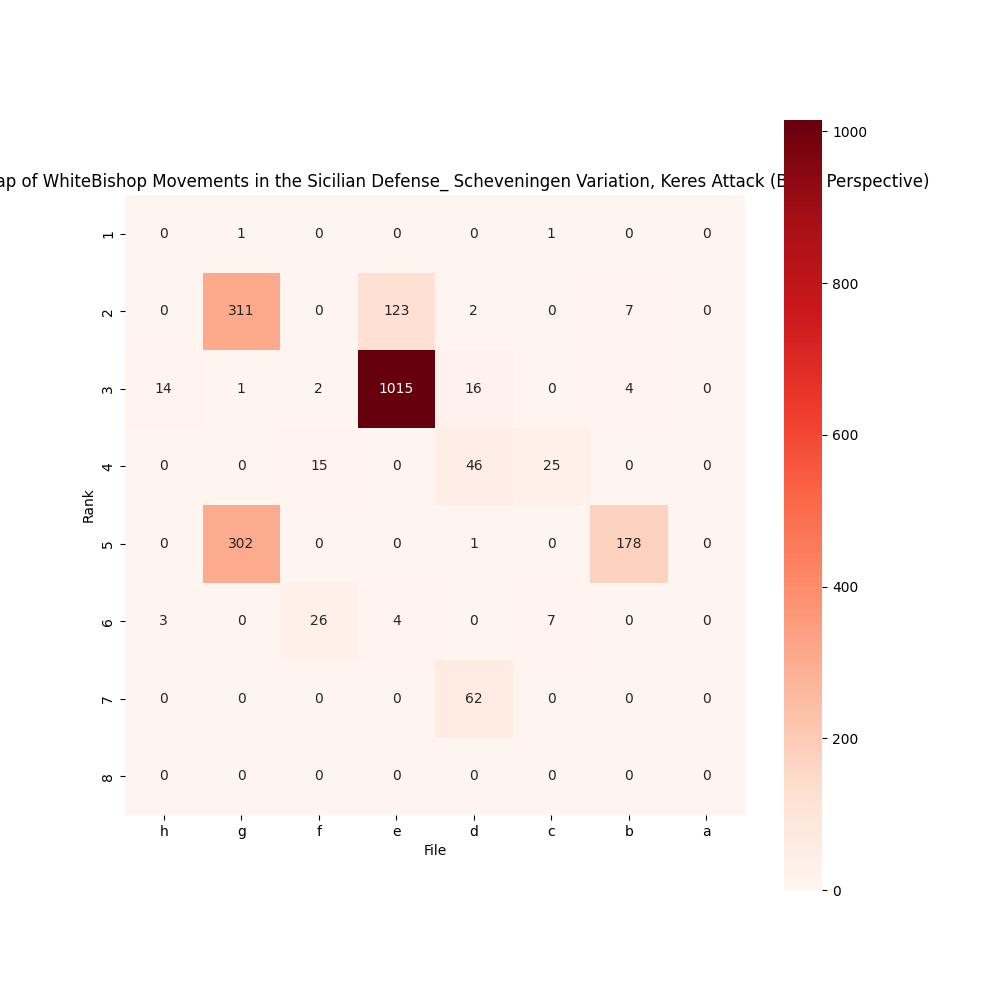 ap of WhiteBishop Movements in the Sicilian Defense_ Scheveningen Variation, Keres Attack ( Perspective)
1 0 1 0 0 0 1 0 0
2 0 311 0 123 2 0 7 0
3 14 1 2 1015 16 0 4 0
4 0 0 15 0 46 25 0 0
5 0 302 0 0 1 0 178 0
6 3 0 26 4 0 7 0 0
7 0 0 0 0 62 0 0 0
8 0 0 0 0 0 0 0 0
Rank
h g f e d c b a
File
1000
800
600
400
200
0